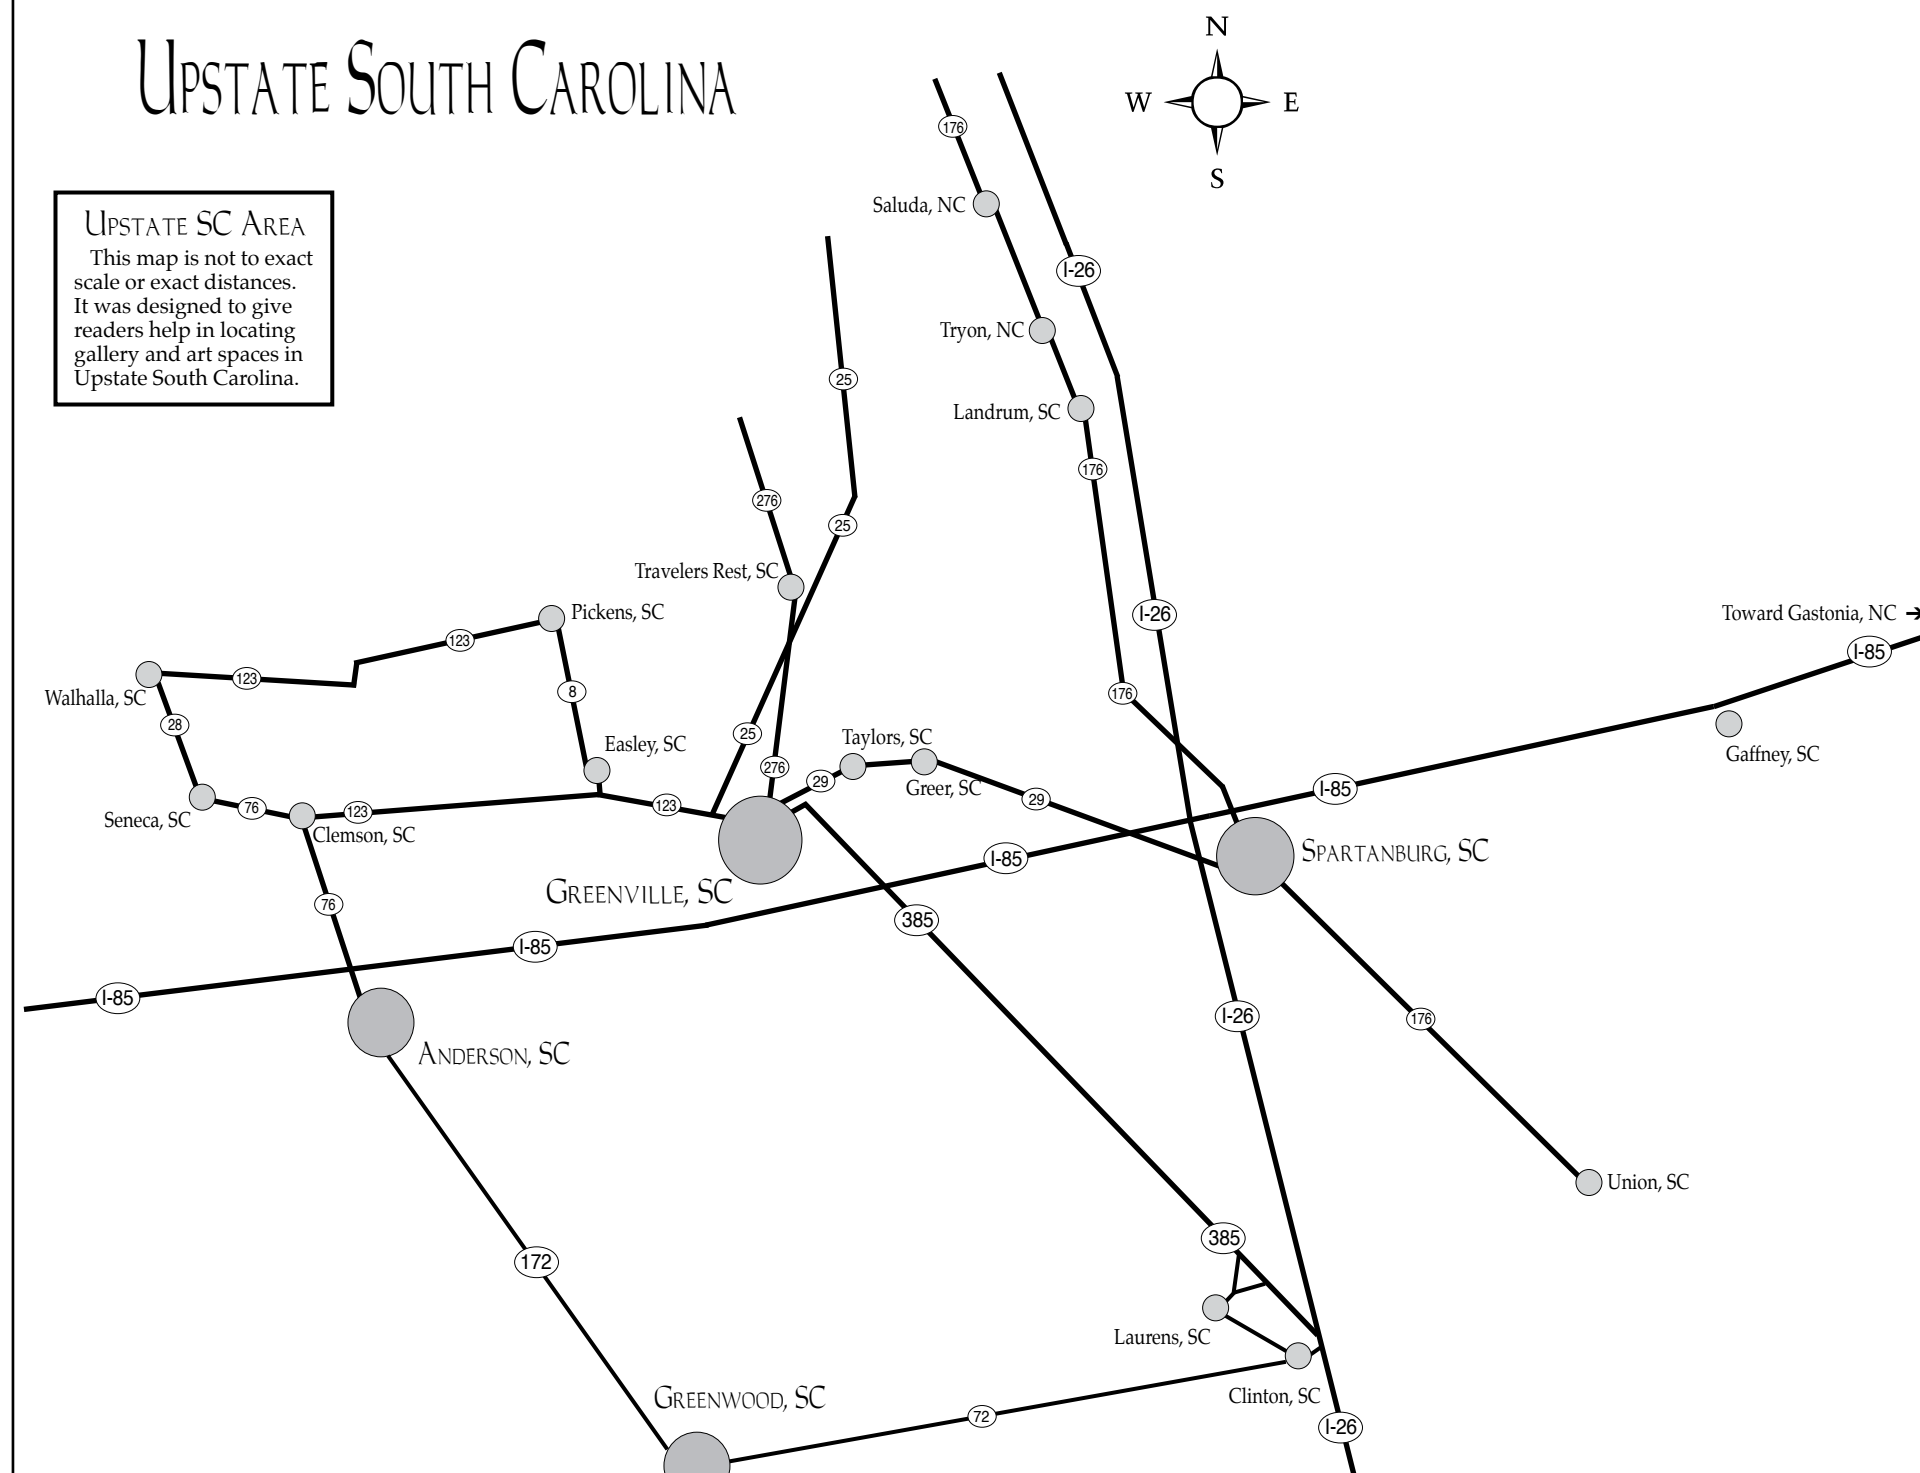 UPSTATE SOUTH CAROLINA
N
W
E
S
UPSTATE SC AREA
This map is not to exact
scale or exact distances.
It was designed to give
readers help in locating
gallery and art spaces in
Upstate South Carolina.
176
Saluda, NC
I-26
Tryon, NC
25
Landrum, SC
176
276
25
Travelers Rest, SC
Pickens, SC
I-26
Toward Gastonia, NC →
123
I-85
Walhalla, SC
123
8
176
28
25
Taylors, SC
Easley, SC
Gaffney, SC
276
29
Greer, SC
I-85
Seneca, SC
76
123
123
29
Clemson, SC
SPARTANBURG, SC
I-85
GREENVILLE, SC
76
385
I-85
I-85
I-26
176
ANDERSON, SC
Union, SC
385
172
Laurens, SC
GREENWOOD, SC
Clinton, SC
72
I-26